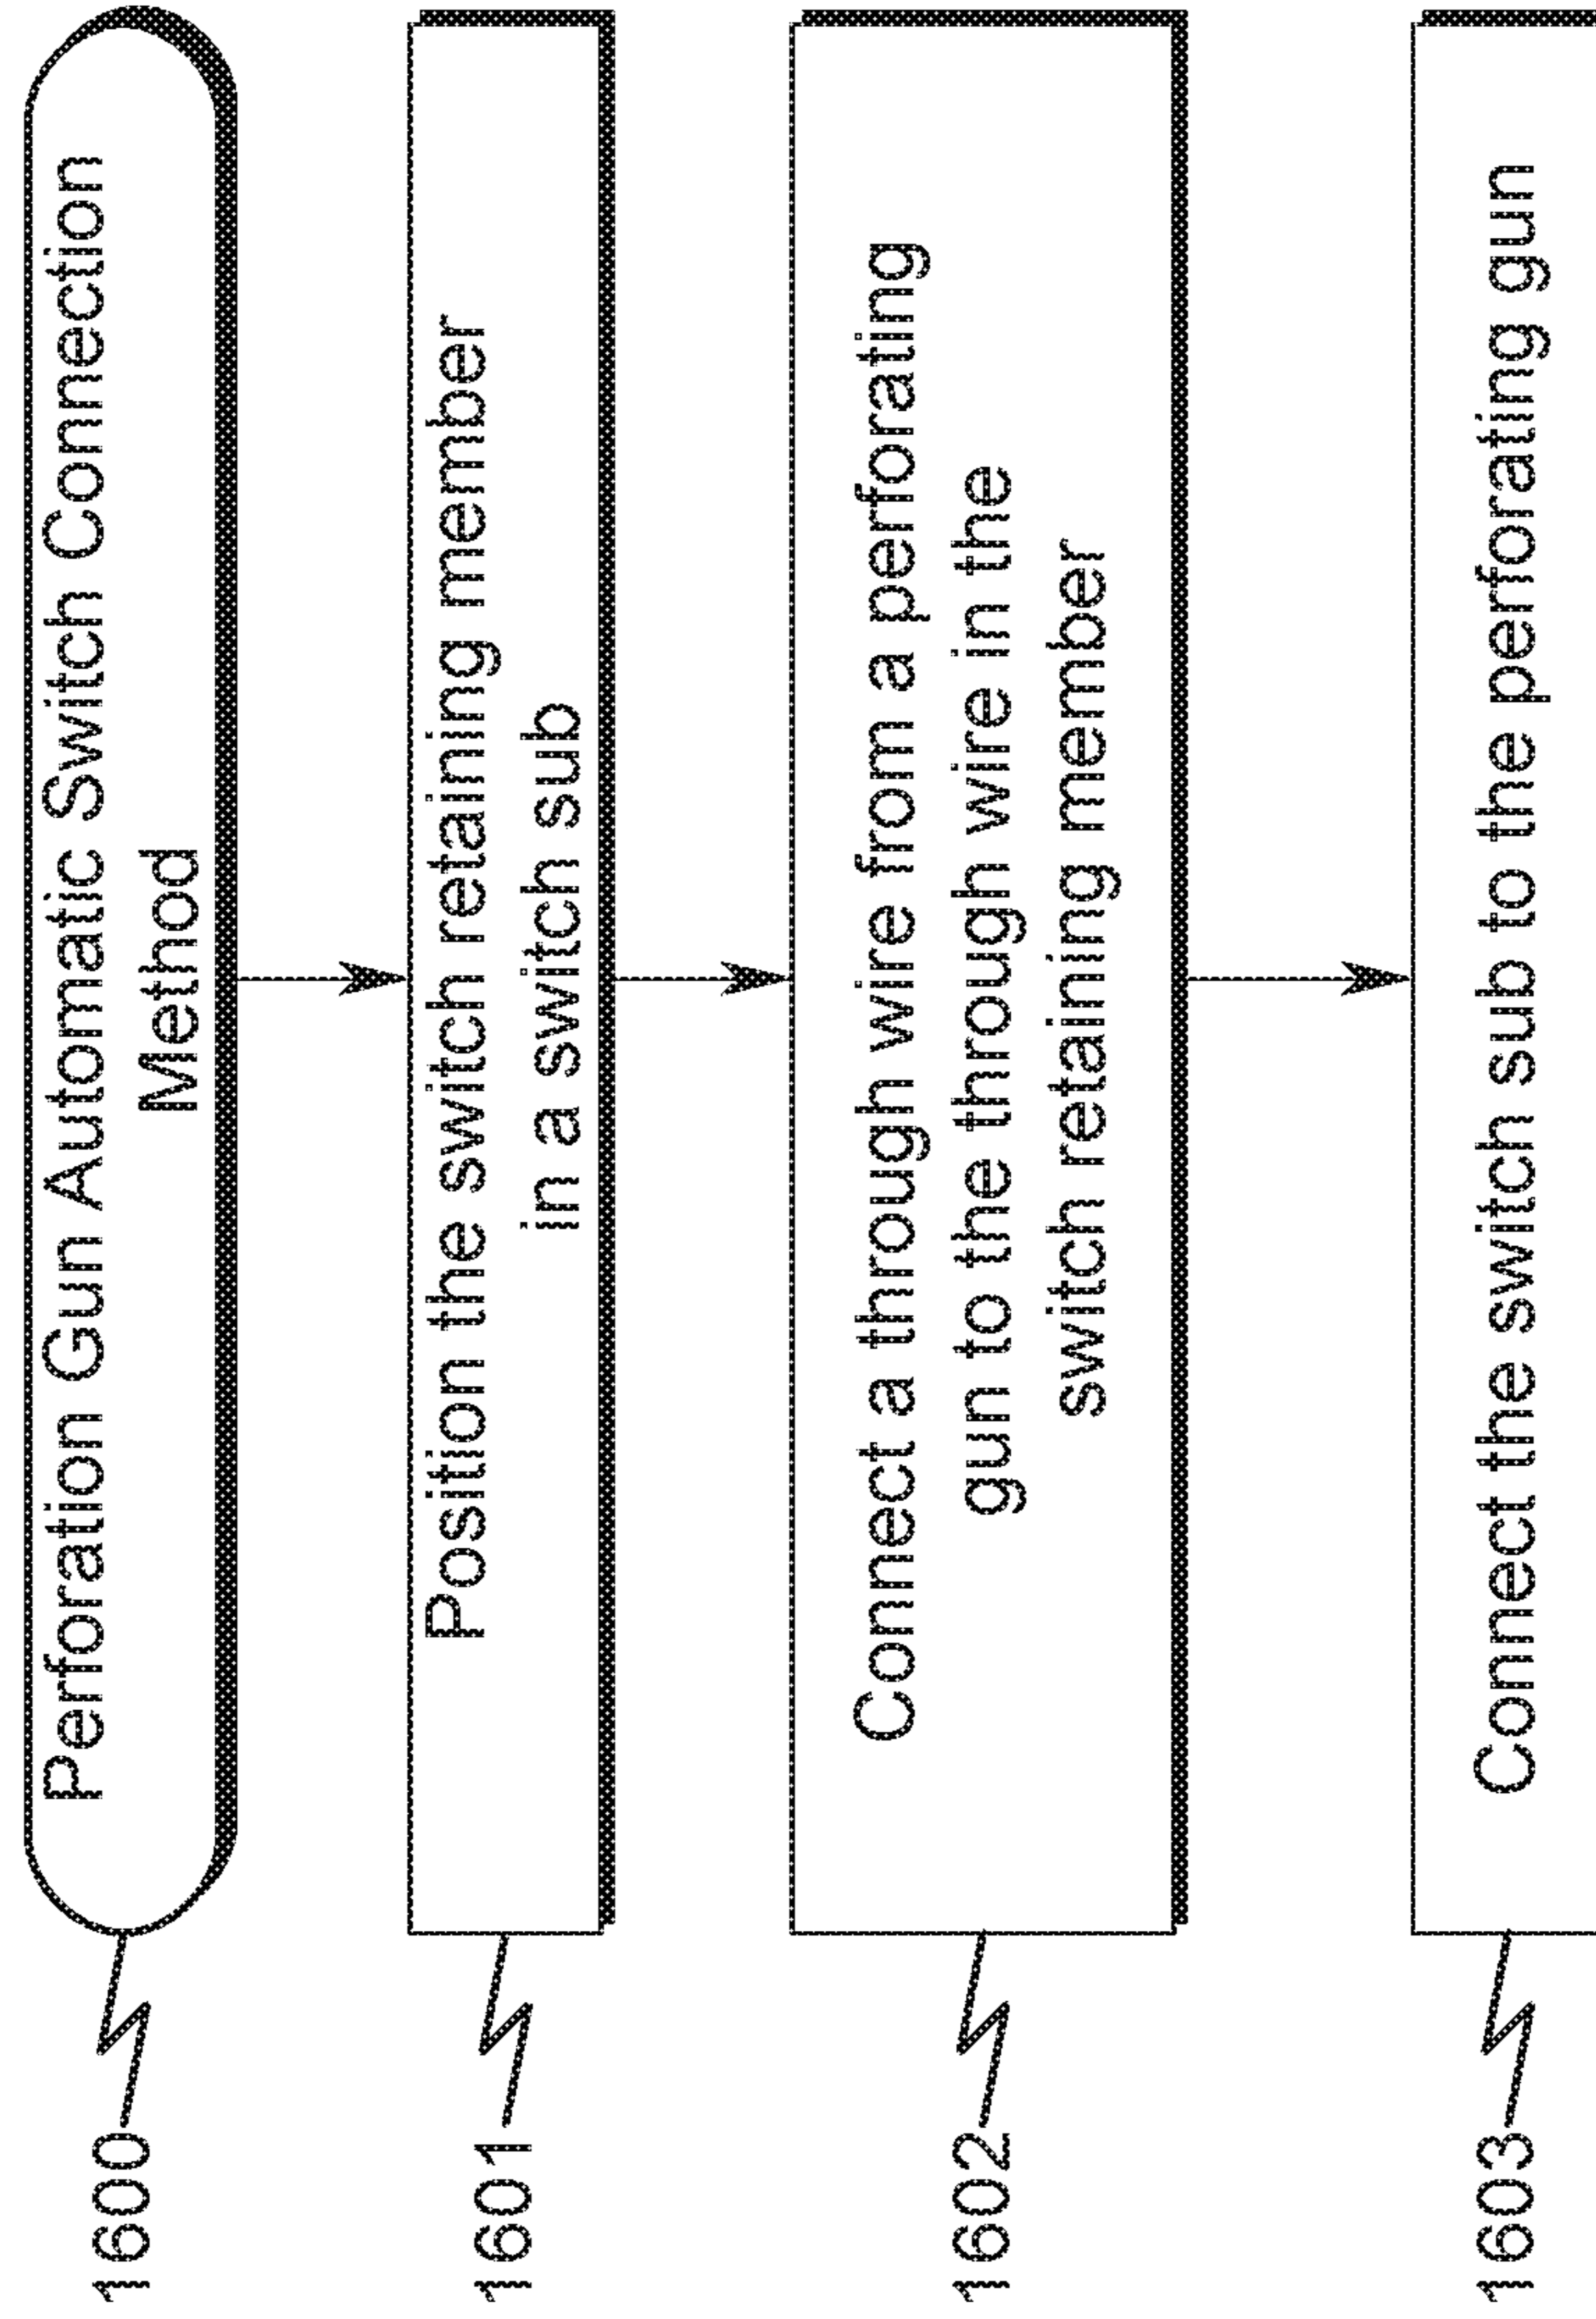 1600
Perforation Gun Automatic Switch Connection
Method
1601
Position the switch retaining member
in a switch sub
1602
Connect a through wire from a perforating
gun to the through wire in the
switch retaining member
1603
Connect the switch sub to the perforating gun